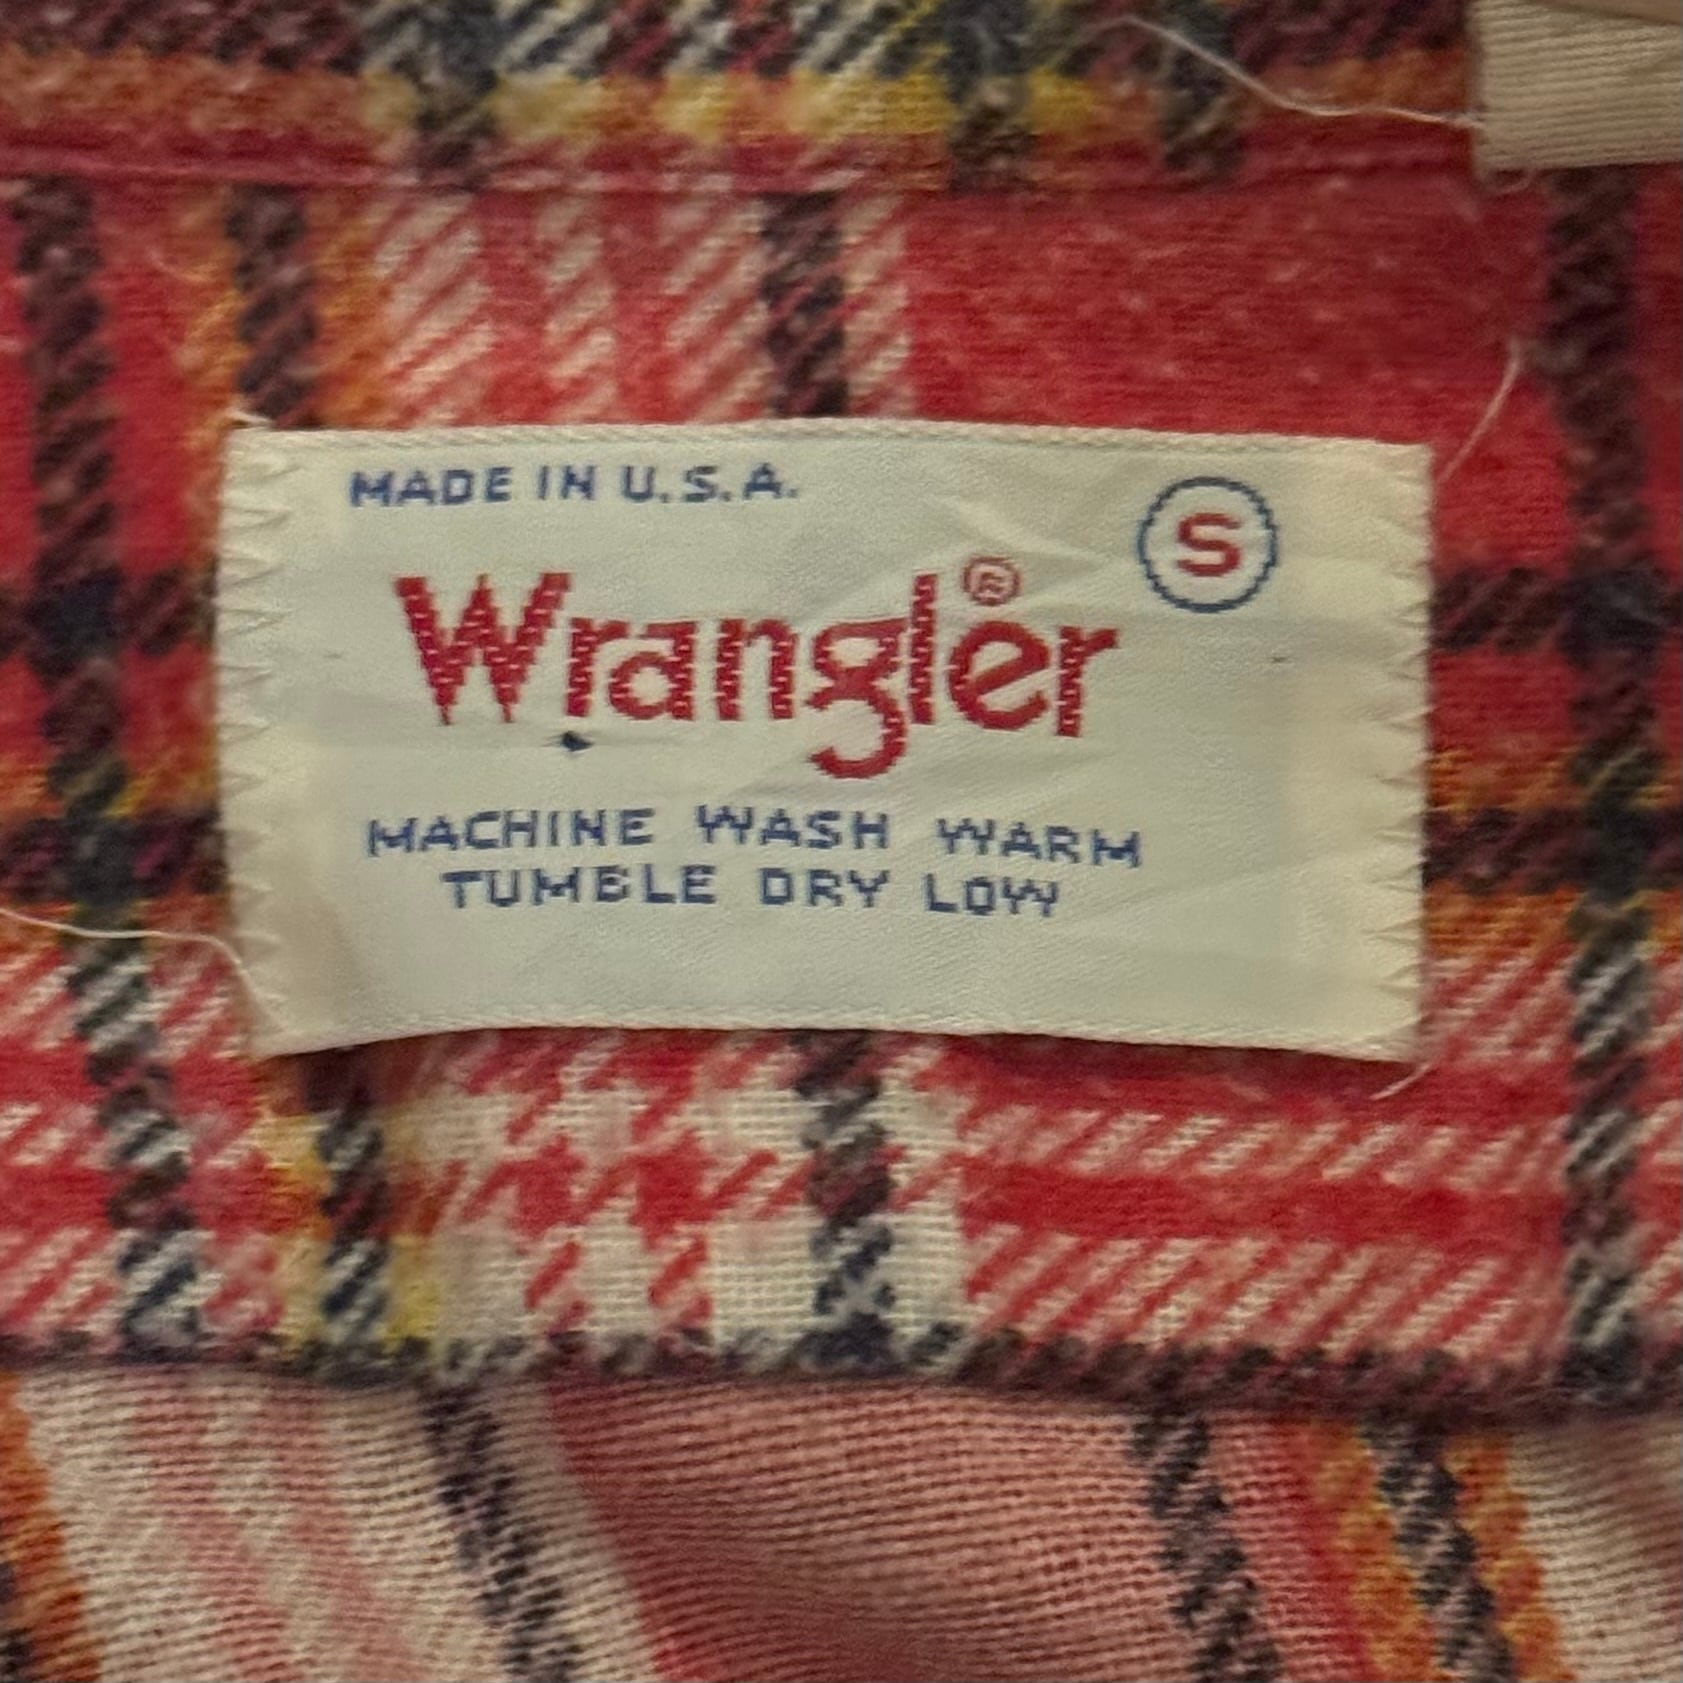 MADE IN U.S.A.
S
Wrangler®
MACHINE WASH WARM
TUMBLE DRY LOW